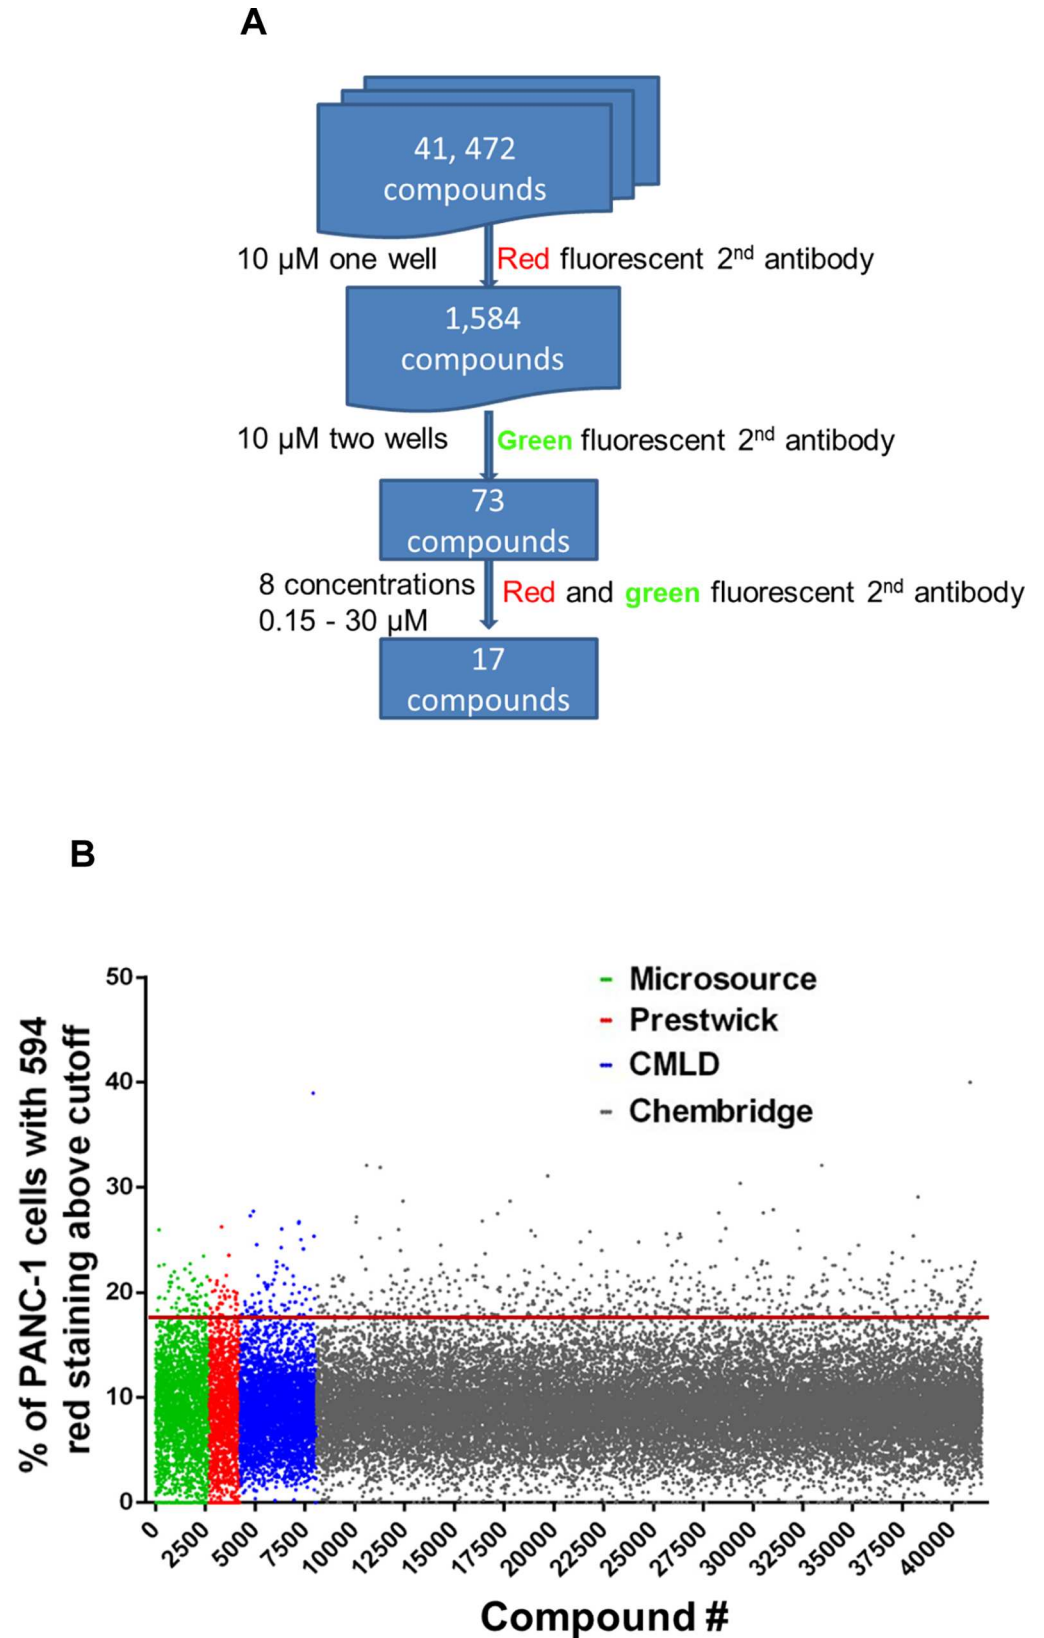 A
41, 472
compounds
10 µM one well
Red fluorescent 2nd antibody
1,584
compounds
10 µM two wells
Green fluorescent 2nd antibody
73
compounds
8 concentrations
0.15 - 30 µM
Red and green fluorescent 2nd antibody
17
compounds
B
% of PANC-1 cells with 594
red staining above cutoff
50
40
30
20
10
0
Microsource
Prestwick
CMLD
Chembridge
0
2500
5000
7500
10000
12500
15000
17500
20000
22500
25000
27500
30000
32500
35000
37500
40000
Compound #